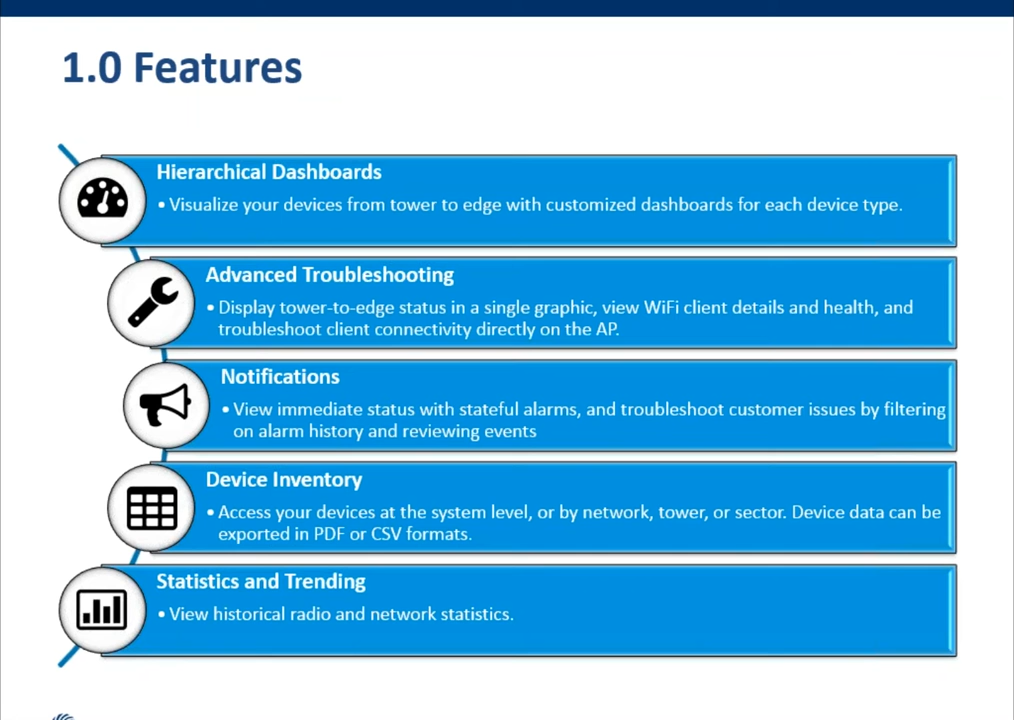 1.0 Features
Hierarchical Dashboards
• Visualize your devices from tower to edge with customized dashboards for each device type.
Advanced Troubleshooting
• Display tower-to-edge status in a single graphic, view WiFi client details and health, and
troubleshoot client connectivity directly on the AP.
Notifications
• View immediate status with stateful alarms, and troubleshoot customer issues by filtering
on alarm history and reviewing events
Device Inventory
• Access your devices at the system level, or by network, tower, or sector. Device data can be
exported in PDF or CSV formats.
Statistics and Trending
• View historical radio and network statistics.